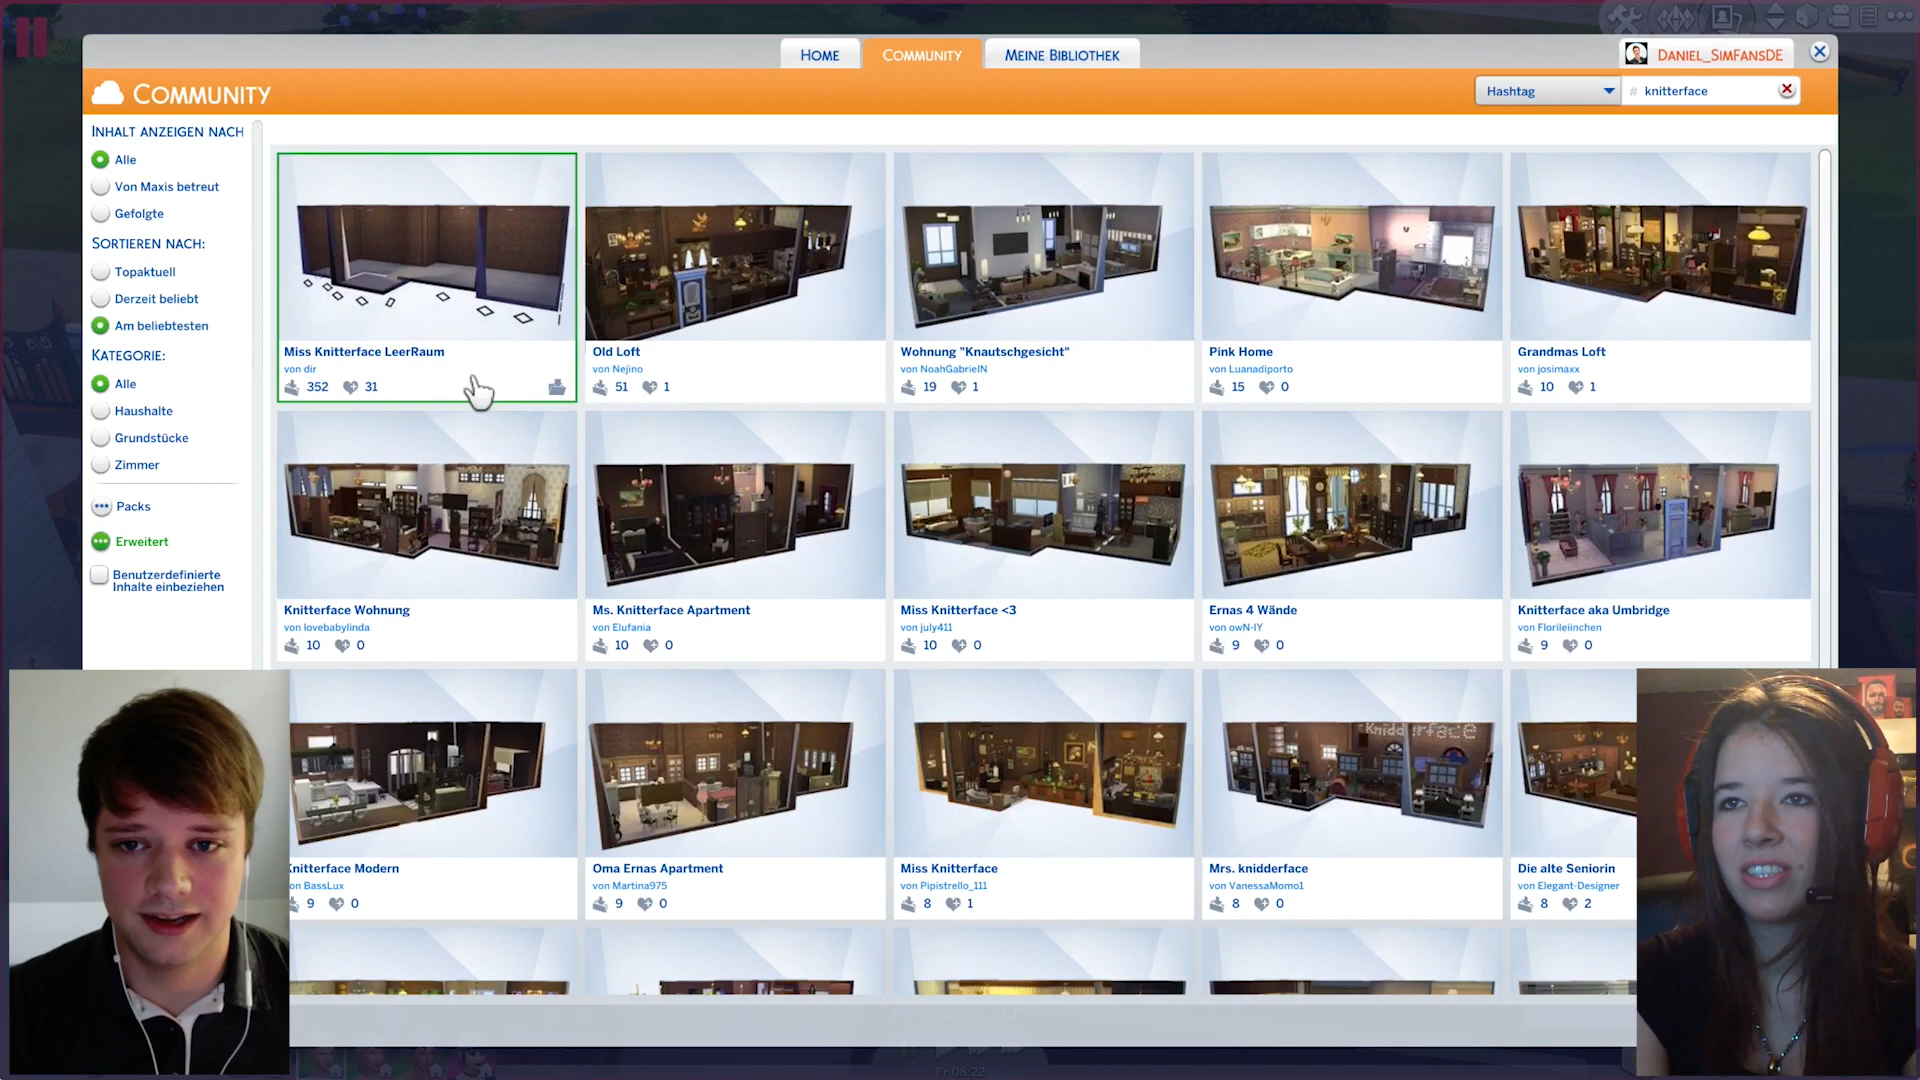 HOME
COMMUNITY
MEINE BIBLIOTHEK
DANIEL_SIMFANSDE
COMMUNITY
Hashtag
# knitterface
INHALT ANZEIGEN NACH
Alle
Von Maxis betreut
Gefolgte
SORTIEREN NACH:
Topaktuell
Derzeit beliebt
Am beliebtesten
KATEGORIE:
Alle
Haushalte
Grundstücke
Zimmer
Packs
Erweitert
Benutzerdefinierte
Inhalte einbeziehen
Miss Knitterface LeerRaum
von dir
352 31
Old Loft
von Nejino
51 1
Wohnung "Knautschgesicht"
von NoahGabrielN
19 1
Pink Home
von Luanadiporto
15 0
Grandmas Loft
von josimaxx
10 1
Knitterface Wohnung
von lovebabylinda
10 0
Ms. Knitterface Apartment
von Elufania
10 0
Miss Knitterface <3
von july411
10 0
Ernas 4 Wände
von owN-IY
9 0
Knitterface aka Umbridge
von Florileiinchen
9 0
Knitterface Modern
von BassLux
9 0
Oma Ernas Apartment
von Martina975
9 0
Miss Knitterface
von Pipistrello_111
8 1
Kniddirface
Mrs. knidderface
von VanessaMomo1
8 0
Die alte Seniorin
von Elegant-Designer
8 2
Fr 08:22